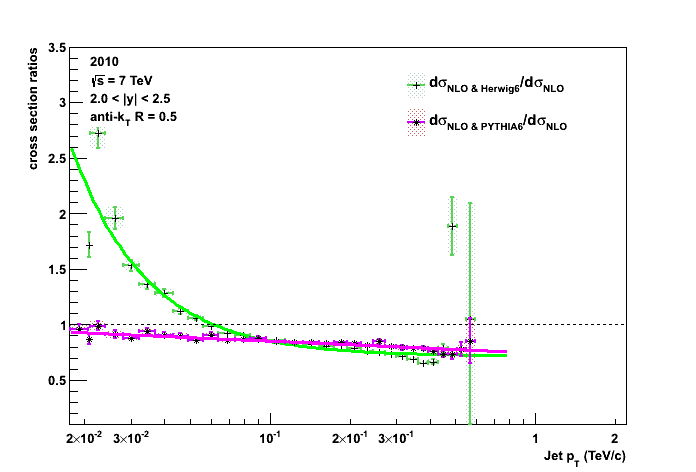 cross section ratios
3.5
3
2.5
2
1.5
1
0.5
2010
√s = 7 TeV
2.0 < |y| < 2.5
anti-k_T R = 0.5
dσ_NLO & Herwig6/dσ_NLO
dσ_NLO & PYTHIA6/dσ_NLO
2×10⁻² 3×10⁻² 10⁻¹ 2×10⁻¹ 3×10⁻¹ 1 2
Jet p_T (TeV/c)